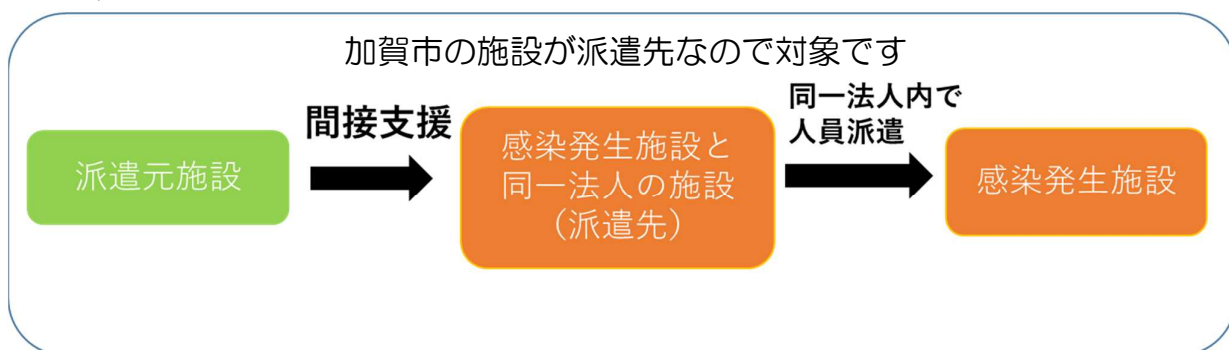 加賀市の施設が派遣先なので対象です
派遣元施設
間接支援
感染発生施設と
同一法人の施設
(派遣先)
同一法人内で
人員派遣
感染発生施設